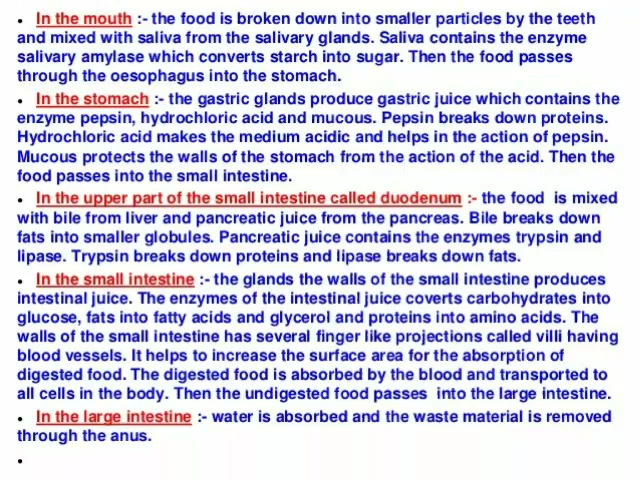 • In the mouth :- the food is broken down into smaller particles by the teeth
and mixed with saliva from the salivary glands. Saliva contains the enzyme
salivary amylase which converts starch into sugar. Then the food passes
through the oesophagus into the stomach.
• In the stomach :- the gastric glands produce gastric juice which contains the
enzyme pepsin, hydrochloric acid and mucous. Pepsin breaks down proteins.
Hydrochloric acid makes the medium acidic and helps in the action of pepsin.
Mucous protects the walls of the stomach from the action of the acid. Then the
food passes into the small intestine.
• In the upper part of the small intestine called duodenum :- the food is mixed
with bile from liver and pancreatic juice from the pancreas. Bile breaks down
fats into smaller globules. Pancreatic juice contains the enzymes trypsin and
lipase. Trypsin breaks down proteins and lipase breaks down fats.
• In the small intestine :- the glands the walls of the small intestine produces
intestinal juice. The enzymes of the intestinal juice coverts carbohydrates into
glucose, fats into fatty acids and glycerol and proteins into amino acids. The
walls of the small intestine has several finger like projections called villi having
blood vessels. It helps to increase the surface area for the absorption of
digested food. The digested food is absorbed by the blood and transported to
all cells in the body. Then the undigested food passes into the large intestine.
• In the large intestine :- water is absorbed and the waste material is removed
through the anus.
•